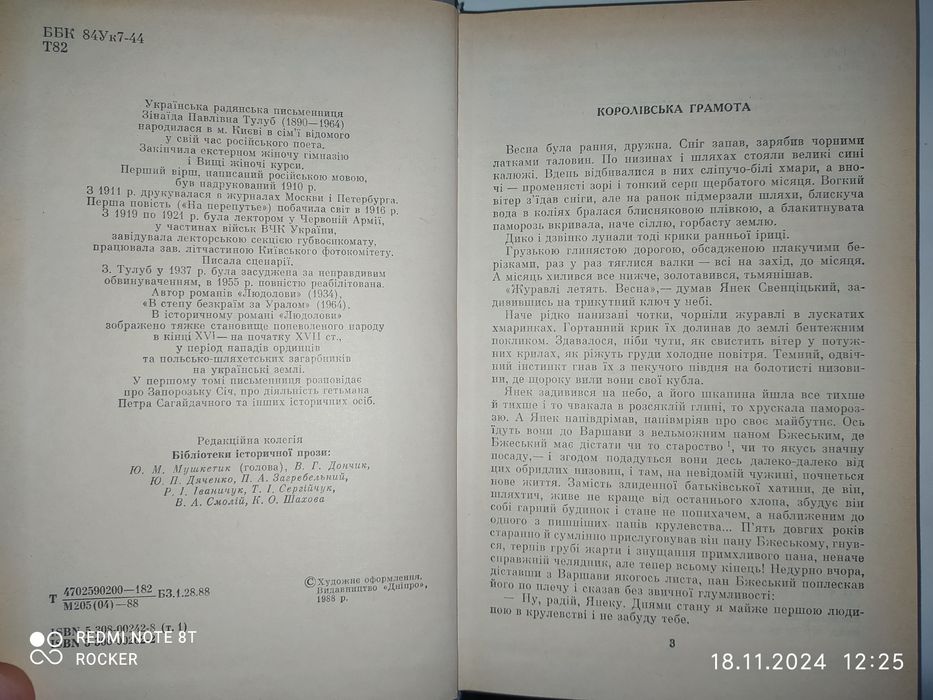 ББК 84Ук7-44
Т82
Українська радянська письменниця
Зінаїда Павлівна Тулуб (1890—1964)
народилася в м. Києві в сім'ї відомого
у свій час російського поета.
Закінчила екстерном жіночу гімназію
і Вищі жіночі курси.
Перший вірш, написаний російською мовою,
був надрукований 1910 р.
З 1911 р. друкувалася в журналах Москви і Петербурга.
Перша повість («На перепутье») побачила світ в 1916 р.
З 1919 по 1921 р. була лектором у Червоній Армії,
у частинах військ ВЧК України,
завідувала лекторською секцією губвоєнкомату,
працювала зав. літчастиною Київського фотокомітету.
Писала сценарії.
З. Тулуб у 1937 р. була засуджена за неправдивим
обвинуваченням, в 1955 р. повністю реабілітована.
Автор романів «Людолови» (1934),
«В степу безкраїм за Уралом» (1964).
В історичному романі «Людолови»
зображено тяжке становище поневоленого народу
в кінці XVI— на початку XVII ст.,
у період нападів ординців
та польсько-шляхетських загарбників
на українські землі.
У першому томі письменниця розповідає
про Запорозьку Січ, про діяльність гетьмана
Петра Сагайдачного та інших історичних осіб.
Редакційна колегія
Бібліотеки історичної прози:
Ю. М. Мушкетик (голова), В. Г. Дончик,
Ю. П. Дяченко, П. А. Загребельний,
Р. І. Іваничук, Т. І. Сергійчук,
В. А. Смолій, К. О. Шахова
Т 4702590200—182 БЗ.1.28.88
М205(04)—88
© Художнє оформлення.
Видавництво «Дніпро»,
1988 р.
ISBN 5-308-00242-8 (т. 1)
ISBN
КОРОЛІВСЬКА ГРАМОТА
Весна була рання, дружна. Сніг запав, зарябив чорними
латками таловин. По низинах і шляхах стояли великі сині
калюжі. Вдень відбивалися в них сліпучо-білі хмари, а вно-
чі — променясті зорі і тонкий серп щербатого місяця. Вогкий
вітер з'їдав сніги, але на ранок підмерзали шляхи, блискуча
вода в коліях бралася блисняковою плівкою, а блакитнувата
паморозь вкривала, наче сіллю, горбасту землю.
Дико і дзвінко лунали тоді крики ранньої іриці.
Грузькою глинястою дорогою, обсадженою плакучими бе-
різками, раз у раз тяглися валки — всі на захід, до місяця.
А місяць хилився все нижче, золотавився, тьмянішав.
«Журавлі летять. Весна»,— думав Янек Свенціцький, за-
дивившись на трикутний ключ у небі.
Наче рідко нанизані чотки, чорніли журавлі в лускатих
хмаринках. Гортанний крик їх долинав до землі бентежним
покликом. Здавалося, ніби чути, як свистить вітер у потуж-
них крилах, як ріжуть груди холодне повітря. Темний, одвіч-
ний інстинкт гнав їх з пекучого півдня на болотисті низови-
ни, де щороку вили вони свої кубла.
Янек задивився на небо, а його шкапина йшла все тихше
й тихше і то чвакала в розсяклій глині, то хрускала памороз-
зю. А Янек напівдрімав, напівмріяв про своє майбутнє. Ось
їдуть вони до Варшави з вельможним паном Бжеським, де
Бжеський має дістати чи то староство ¹, чи то якусь значну
посаду,— і згодом подадуться вони десь далеко-далеко від
цих обридлих низовин, і там, на невідомій чужині, почнеться
нове життя. Замість злиденної батьківської хатини, де він,
шляхтич, живе не краще від останнього хлопа, збудує він
собі гарний будинок і стане не попихачем, а наближеним до
одного з пишніших панів крулевства... П'ять довгих років
старанно й сумлінно прислуговував він пану Бжеському, гнув-
ся, терпів грубі жарти і знущання примхливого пана, неначе
справжній челядник, але тепер всьому кінець! Недурно вчора,
діставши з Варшави якогось листа, пан Бжеський поплескав
його по плечу і сказав без звичної глумливості:
— Ну, радій, Янеку. Днями стану я майже першою люди-
ною в крулевстві і не забуду тебе.
3
REDMI NOTE 8T
ROCKER
18.11.2024 12:25